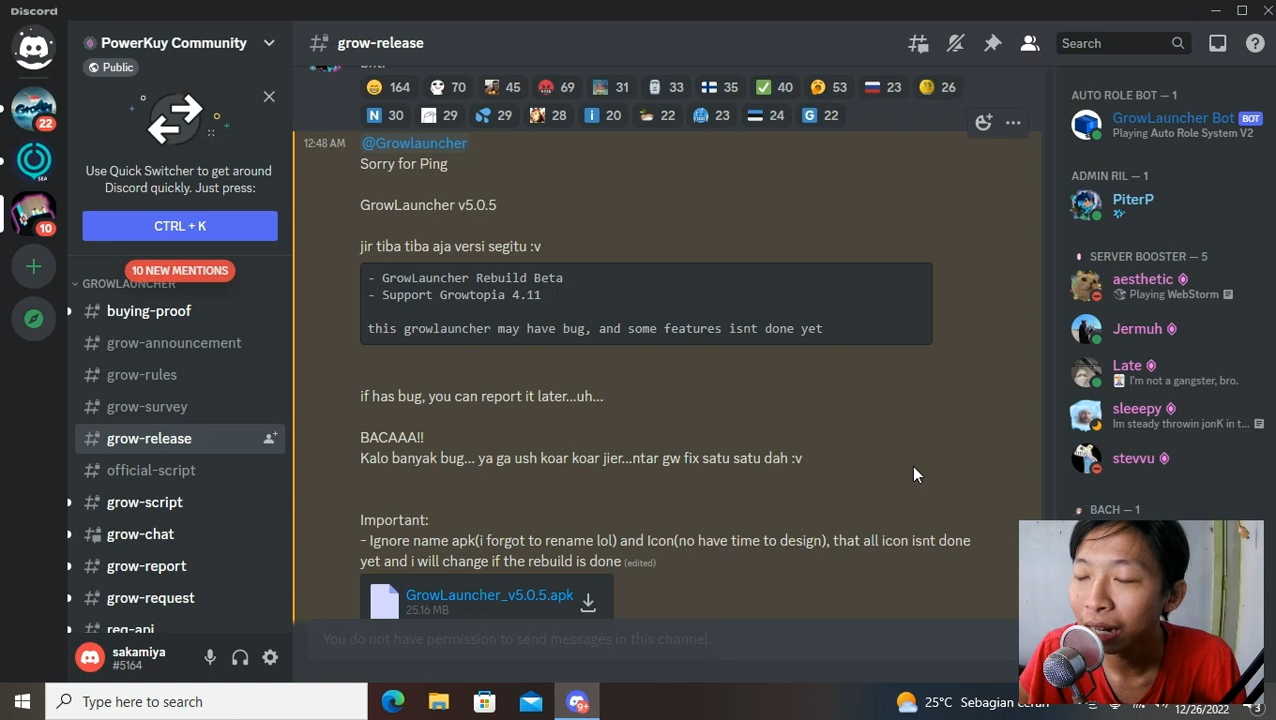 Discord
PowerKuy Community
Public
Use Quick Switcher to get around
Discord quickly. Just press:
CTRL + K
10 NEW MENTIONS
GROWLAUNCHER
buying-proof
grow-announcement
grow-rules
grow-survey
grow-release
official-script
grow-script
grow-chat
grow-report
grow-request
req-api
22
SEA
10
sakamiya
#5164
grow-release
Search
164 70 45 69 31 33 35 40 53 23 26
N 30 29 29 28 i 20 22 23 24 G 22
12:48 AM @Growlauncher
Sorry for Ping
GrowLauncher v5.0.5
jir tiba tiba aja versi segitu :v
- GrowLauncher Rebuild Beta
- Support Growtopia 4.11
this growlauncher may have bug, and some features isnt done yet
if has bug, you can report it later...uh...
BACAAA!!
Kalo banyak bug... ya ga ush koar koar jier...ntar gw fix satu satu dah :v
Important:
- Ignore name apk(i forgot to rename lol) and Icon(no have time to design), that all icon isnt done
yet and i will change if the rebuild is done (edited)
GrowLauncher_v5.0.5.apk
25.16 MB
You do not have permission to send messages in this channel.
AUTO ROLE BOT — 1
GrowLauncher Bot BOT
Playing Auto Role System V2
ADMIN RIL — 1
PiterP
SERVER BOOSTER — 5
aesthetic
Playing WebStorm
Jermuh
Late
I'm not a gangster, bro.
sleeepy
Im steady throwin jonK in t...
stevvu
BACH — 1
Type here to search
9+
25°C
12/26/2022
3